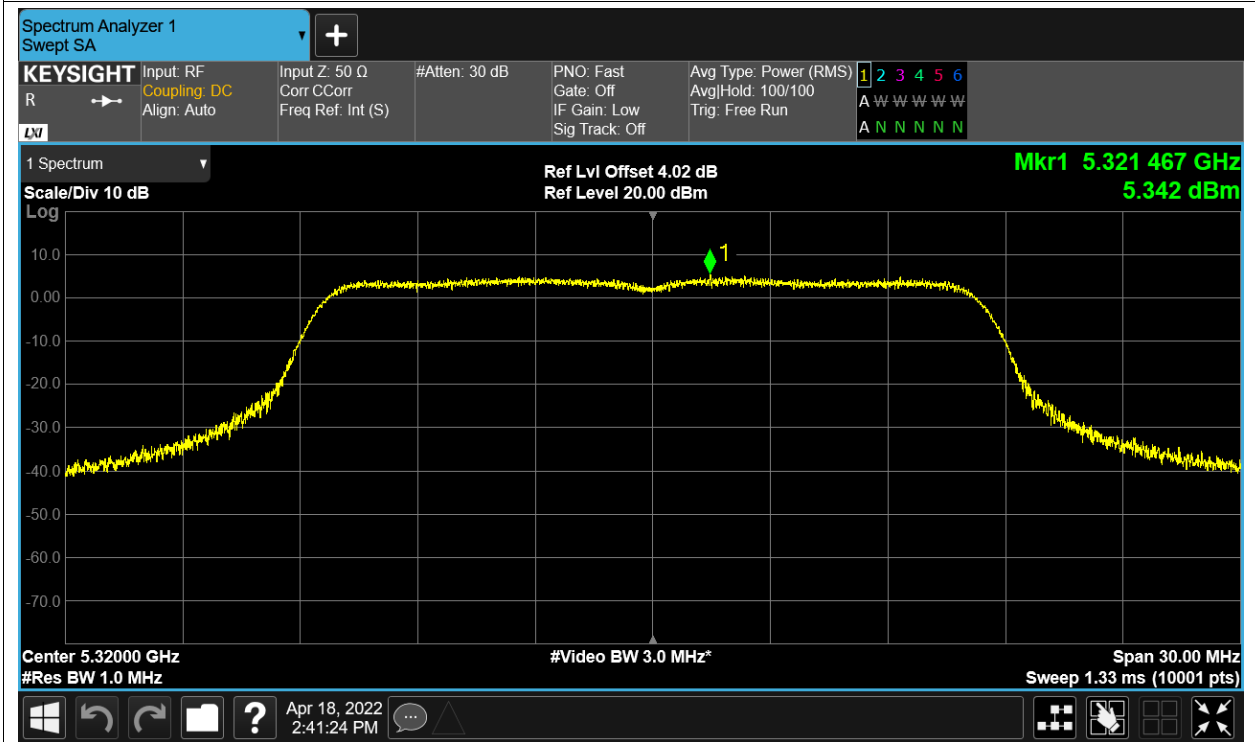 Spectrum Analyzer 1
Swept SA
+
KEYSIGHT
R
LXI
Input: RF
Coupling: DC
Align: Auto
Input Z: 50 Ω
Corr CCorr
Freq Ref: Int (S)
#Atten: 30 dB
PNO: Fast
Gate: Off
IF Gain: Low
Sig Track: Off
Avg Type: Power (RMS)
Avg|Hold: 100/100
Trig: Free Run
1 2 3 4 5 6
A W W W W W
A N N N N N
1 Spectrum
Scale/Div 10 dB
Ref Lvl Offset 4.02 dB
Ref Level 20.00 dBm
Mkr1 5.321 467 GHz
5.342 dBm
Log
1
10.0
0.00
-10.0
-20.0
-30.0
-40.0
-50.0
-60.0
-70.0
Center 5.32000 GHz
#Res BW 1.0 MHz
#Video BW 3.0 MHz*
Span 30.00 MHz
Sweep 1.33 ms (10001 pts)
?
Apr 18, 2022
2:41:24 PM